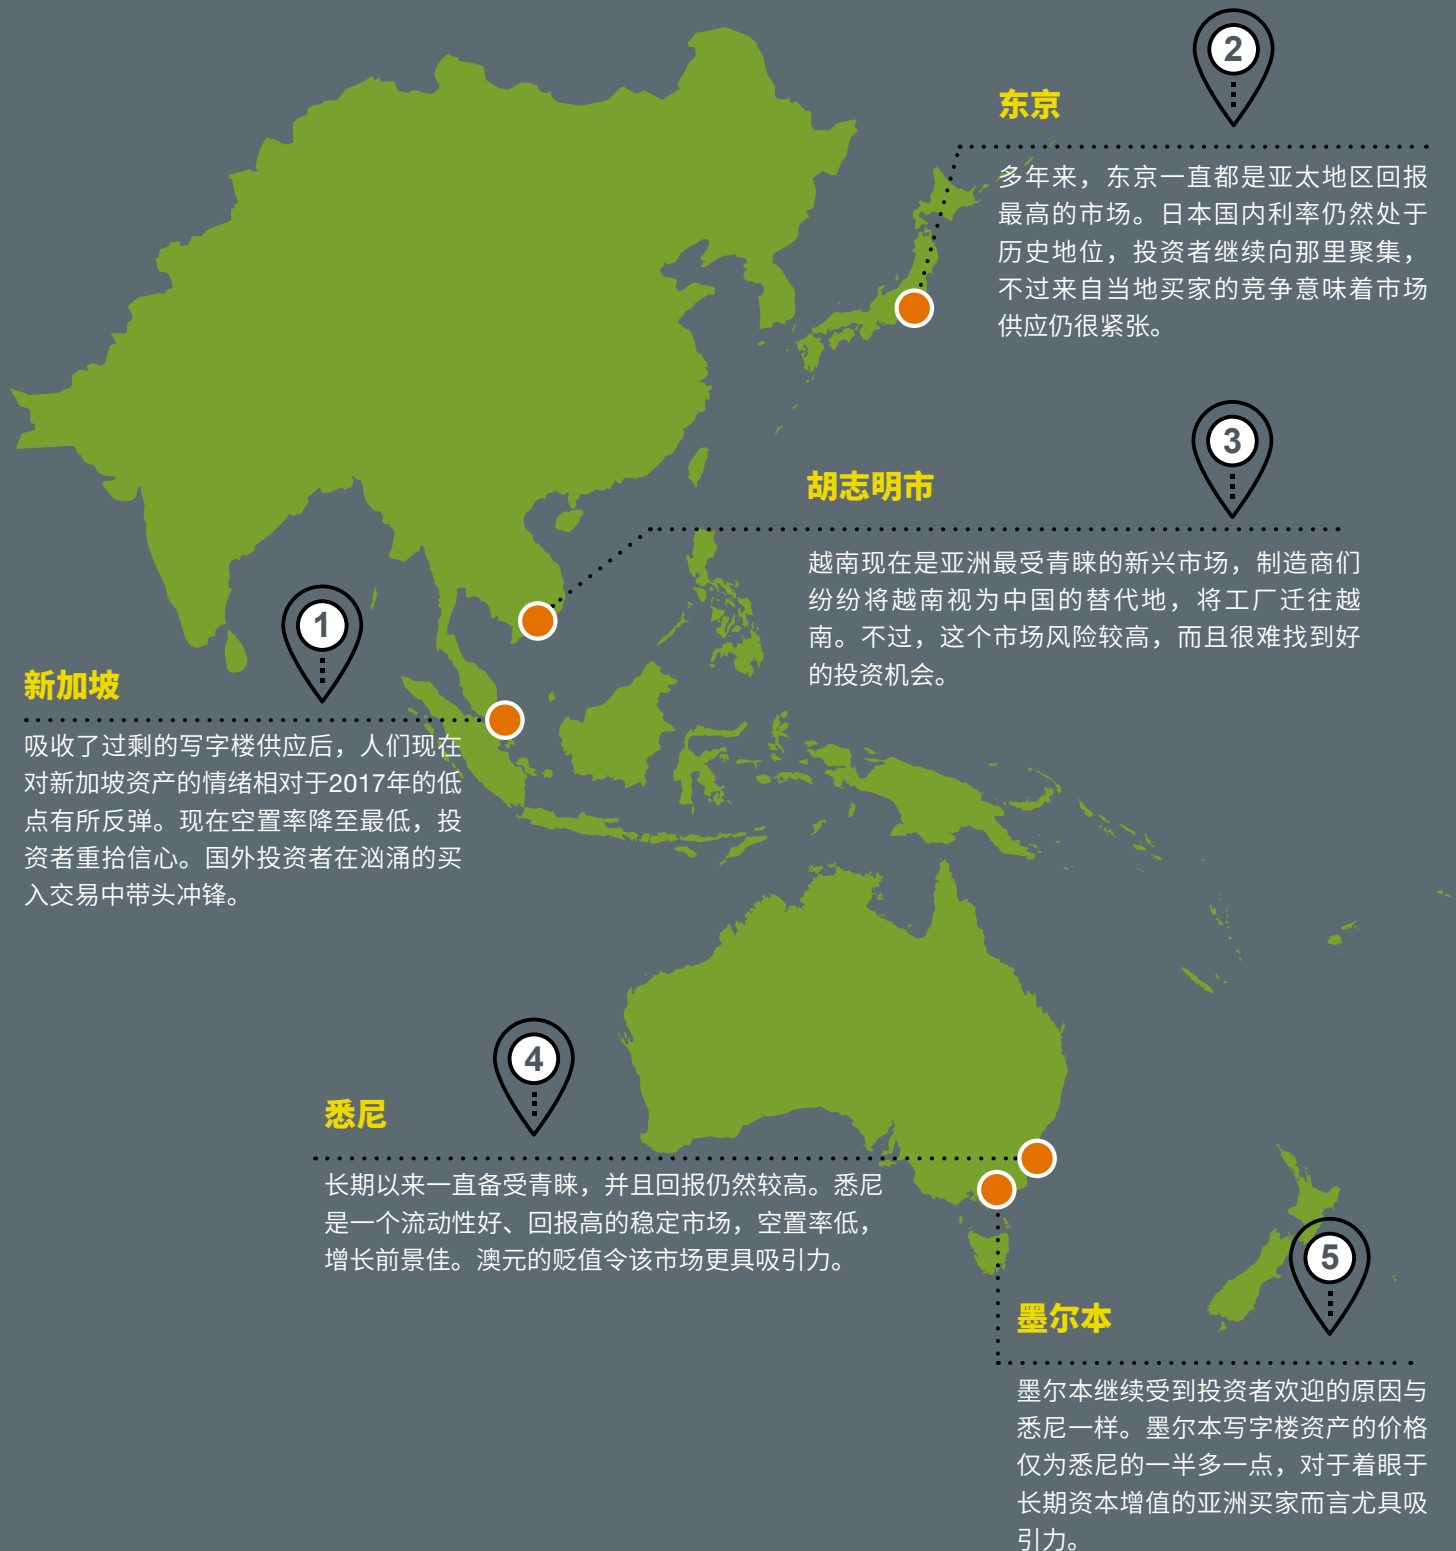 2
东京
多年来，东京一直都是亚太地区回报
最高的市场。日本国内利率仍然处于
历史地位，投资者继续向那里聚集，
不过来自当地买家的竞争意味着市场
供应仍很紧张。
3
胡志明市
越南现在是亚洲最受青睐的新兴市场，制造商们
纷纷将越南视为中国的替代地，将工厂迁往越
南。不过，这个市场风险较高，而且很难找到好
的投资机会。
1
新加坡
吸收了过剩的写字楼供应后，人们现在
对新加坡资产的情绪相对于2017年的低
点有所反弹。现在空置率降至最低，投
资者重拾信心。国外投资者在汹涌的买
入交易中带头冲锋。
4
悉尼
长期以来一直备受青睐，并且回报仍然较高。悉尼
是一个流动性好、回报高的稳定市场，空置率低，
增长前景佳。澳元的贬值令该市场更具吸引力。
5
墨尔本
墨尔本继续受到投资者欢迎的原因与
悉尼一样。墨尔本写字楼资产的价格
仅为悉尼的一半多一点，对于着眼于
长期资本增值的亚洲买家而言尤具吸
引力。